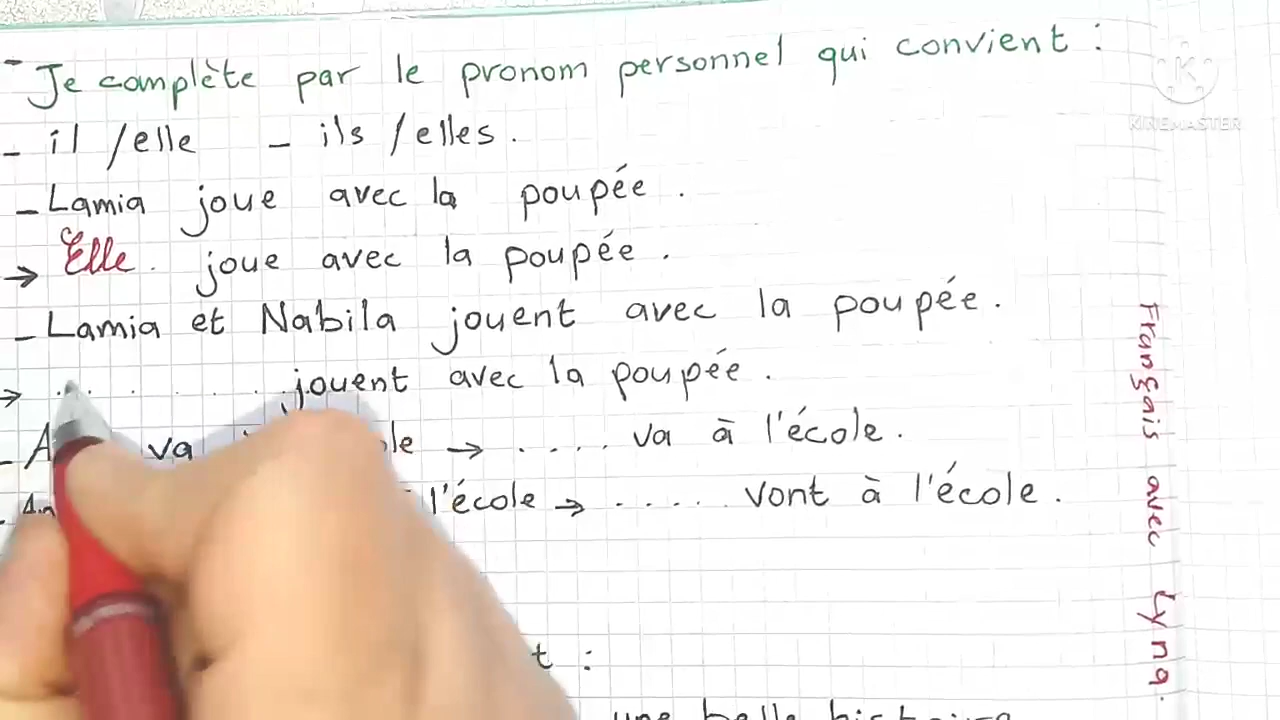 - Je complète par le pronom personnel qui convient :
- il /elle - ils /elles.
- Lamia joue avec la poupée.
→ Elle. joue avec la poupée.
- Lamia et Nabila jouent avec la poupée.
→ .......... jouent avec la poupée.
- va → .... va à l'école.
- l'école → ..... vont à l'école.
:
une belle
Français avec Lyna.
KINEMASTER